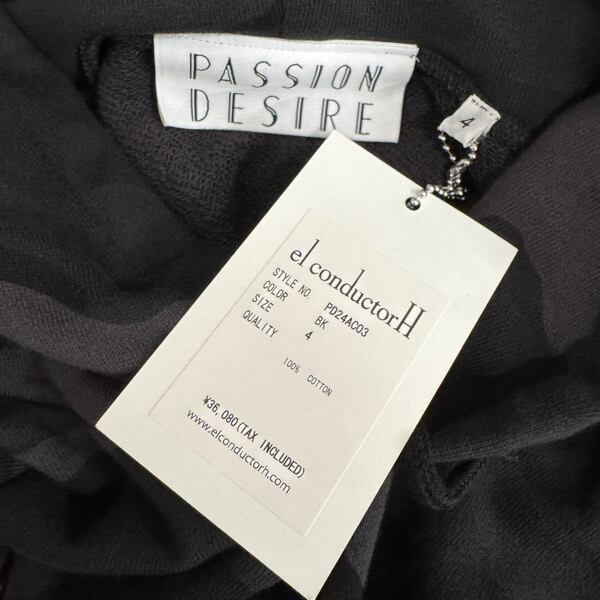 PASSION
DESIRE
4
el conductorH
STYLE NO. PD24AC03
COLOR BK
SIZE 4
QUALITY
100% COTTON
¥36,080(TAX INCLUDED)
www.elconductorh.com